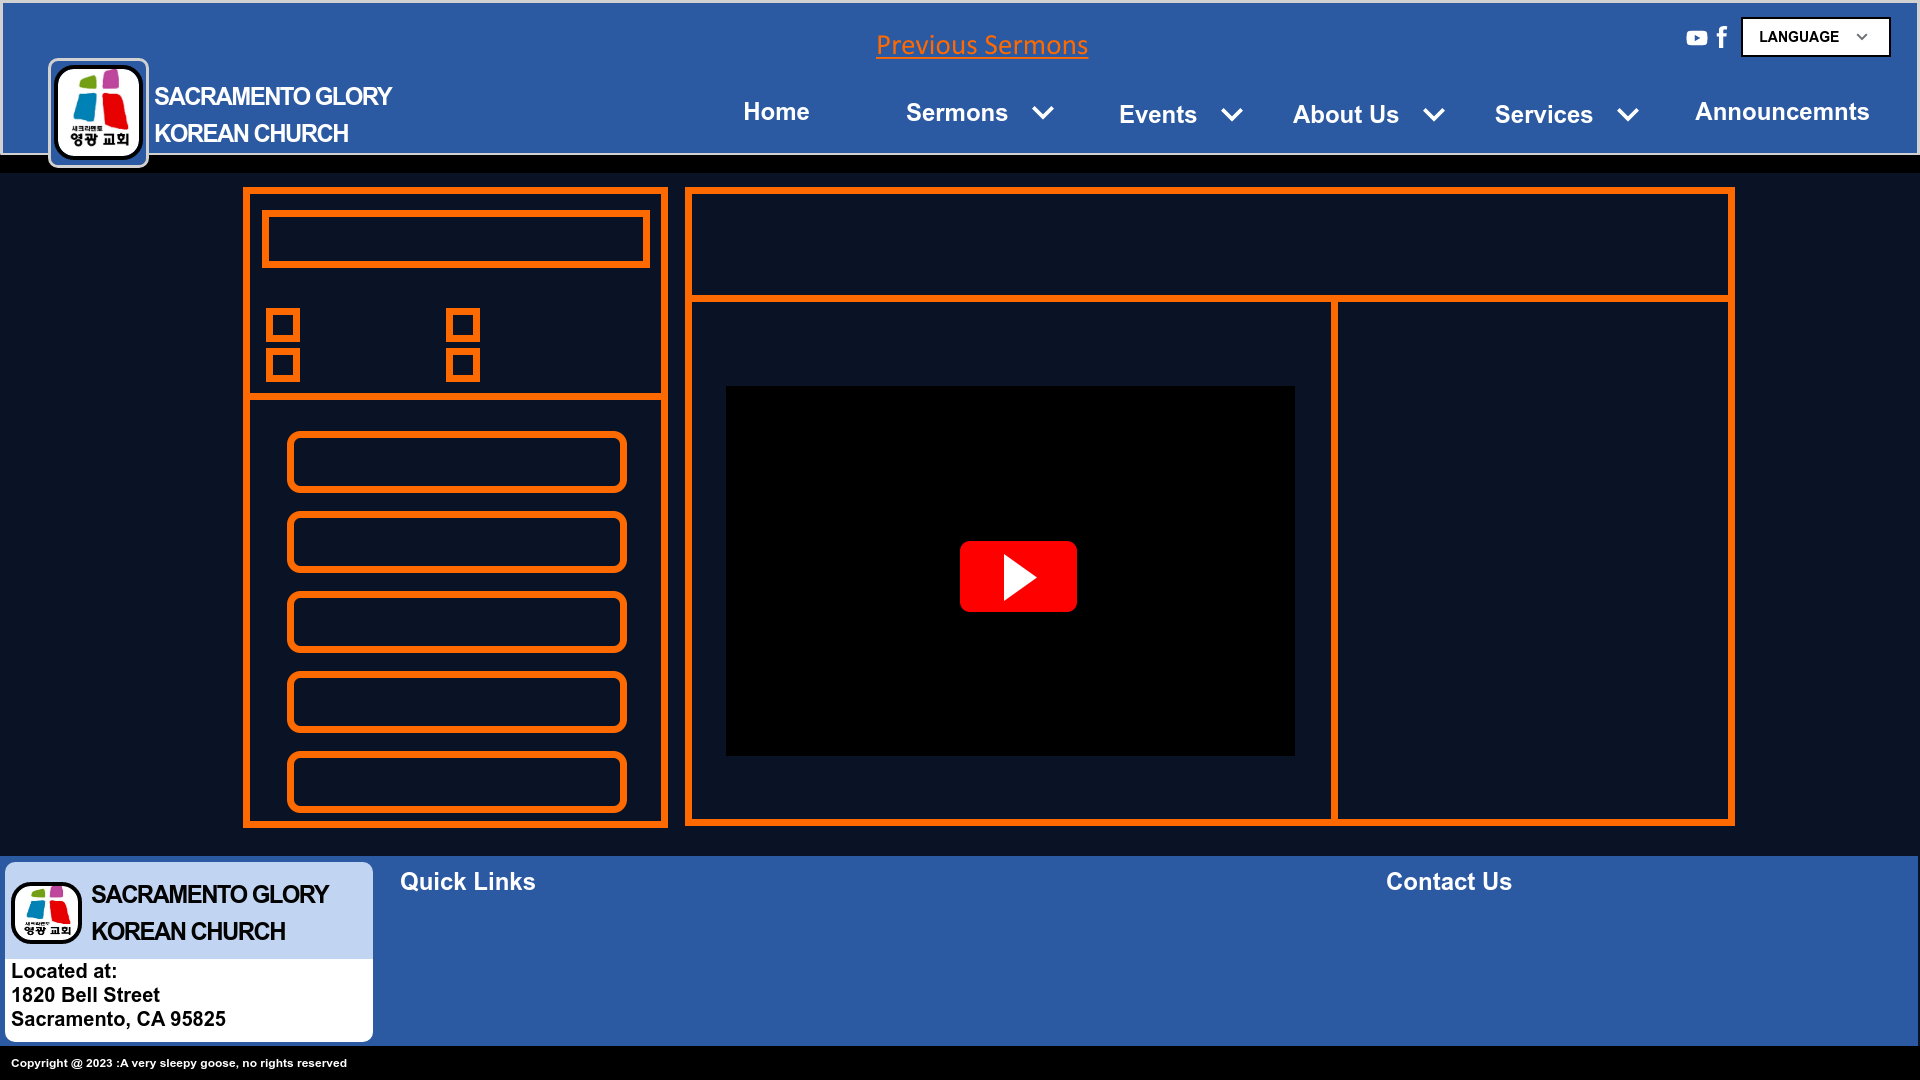 Previous Sermons
LANGUAGE
SACRAMENTO GLORY
KOREAN CHURCH
새크라멘토
영광 교회
Home
Sermons
Events
About Us
Services
Announcemnts
SACRAMENTO GLORY
KOREAN CHURCH
새크라멘토
영광 교회
Located at:
1820 Bell Street
Sacramento, CA 95825
Quick Links
Contact Us
Copyright @ 2023 :A very sleepy goose, no rights reserved